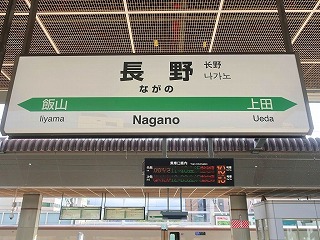 長野
长野
나가노
ながの
飯山
Iiyama
Nagano
上田
Ueda